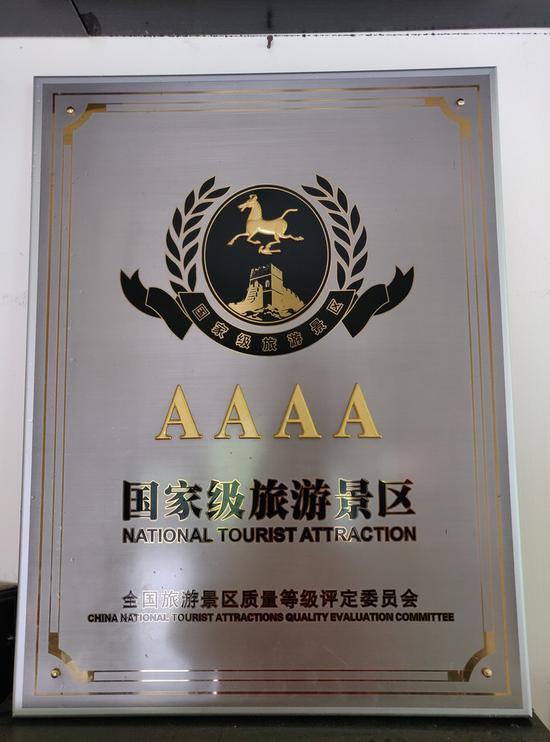 国家级旅游景区
AAAA
国家级旅游景区
NATIONAL TOURIST ATTRACTION
全国旅游景区质量等级评定委员会
CHINA NATIONAL TOURIST ATTRACTIONS QUALITY EVALUATION COMMITTEE